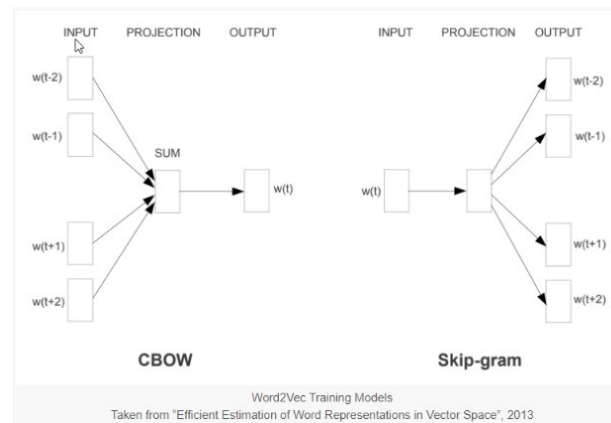 INPUT PROJECTION OUTPUT
w(t-2)
w(t-1)
SUM
w(t)
w(t+1)
w(t+2)
CBOW
INPUT PROJECTION OUTPUT
w(t-2)
w(t-1)
w(t)
w(t+1)
w(t+2)
Skip-gram
Word2Vec Training Models
Taken from "Efficient Estimation of Word Representations in Vector Space", 2013